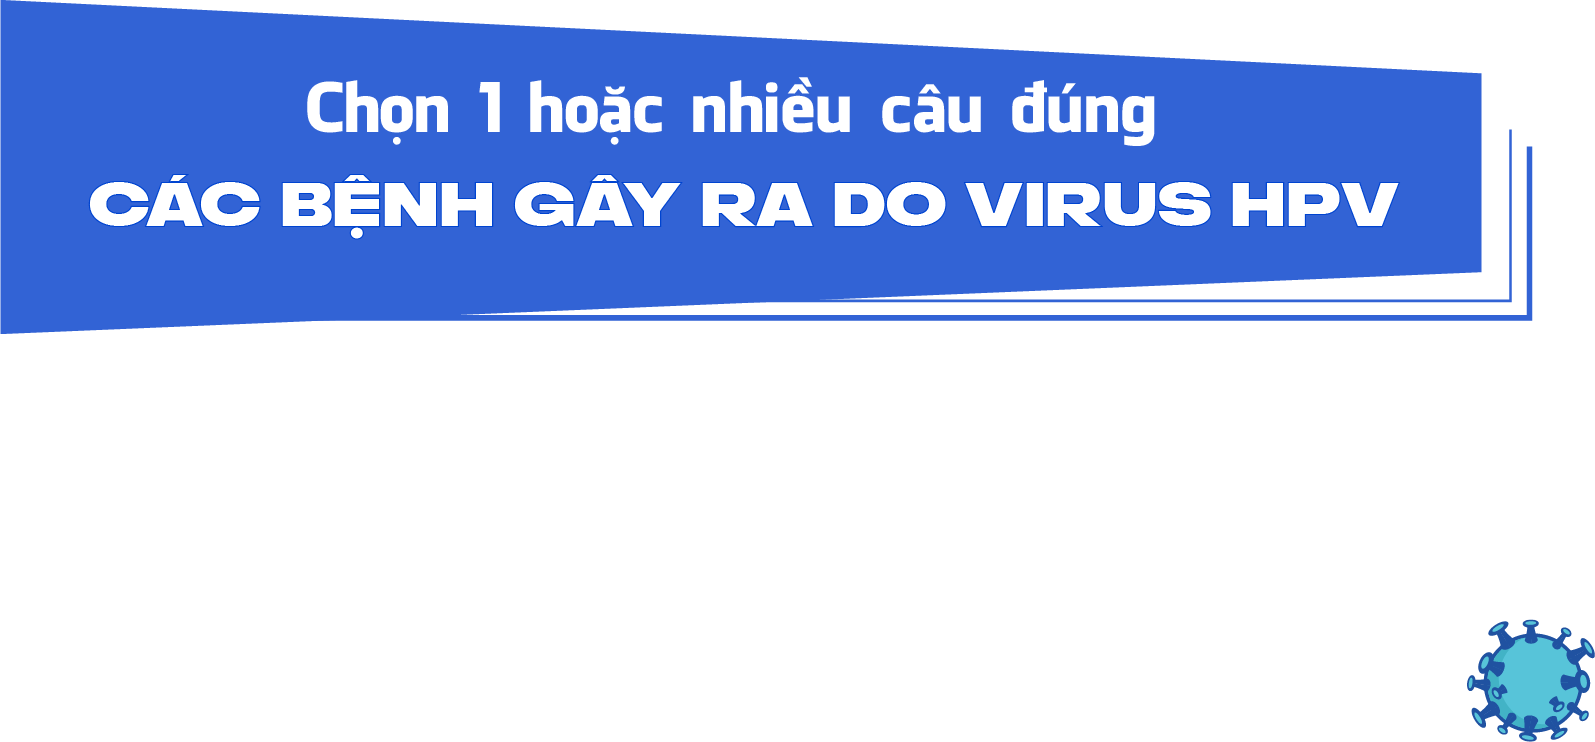 Chọn 1 hoặc nhiều câu đúng
CÁC BỆNH GÂY RA DO VIRUS HPV